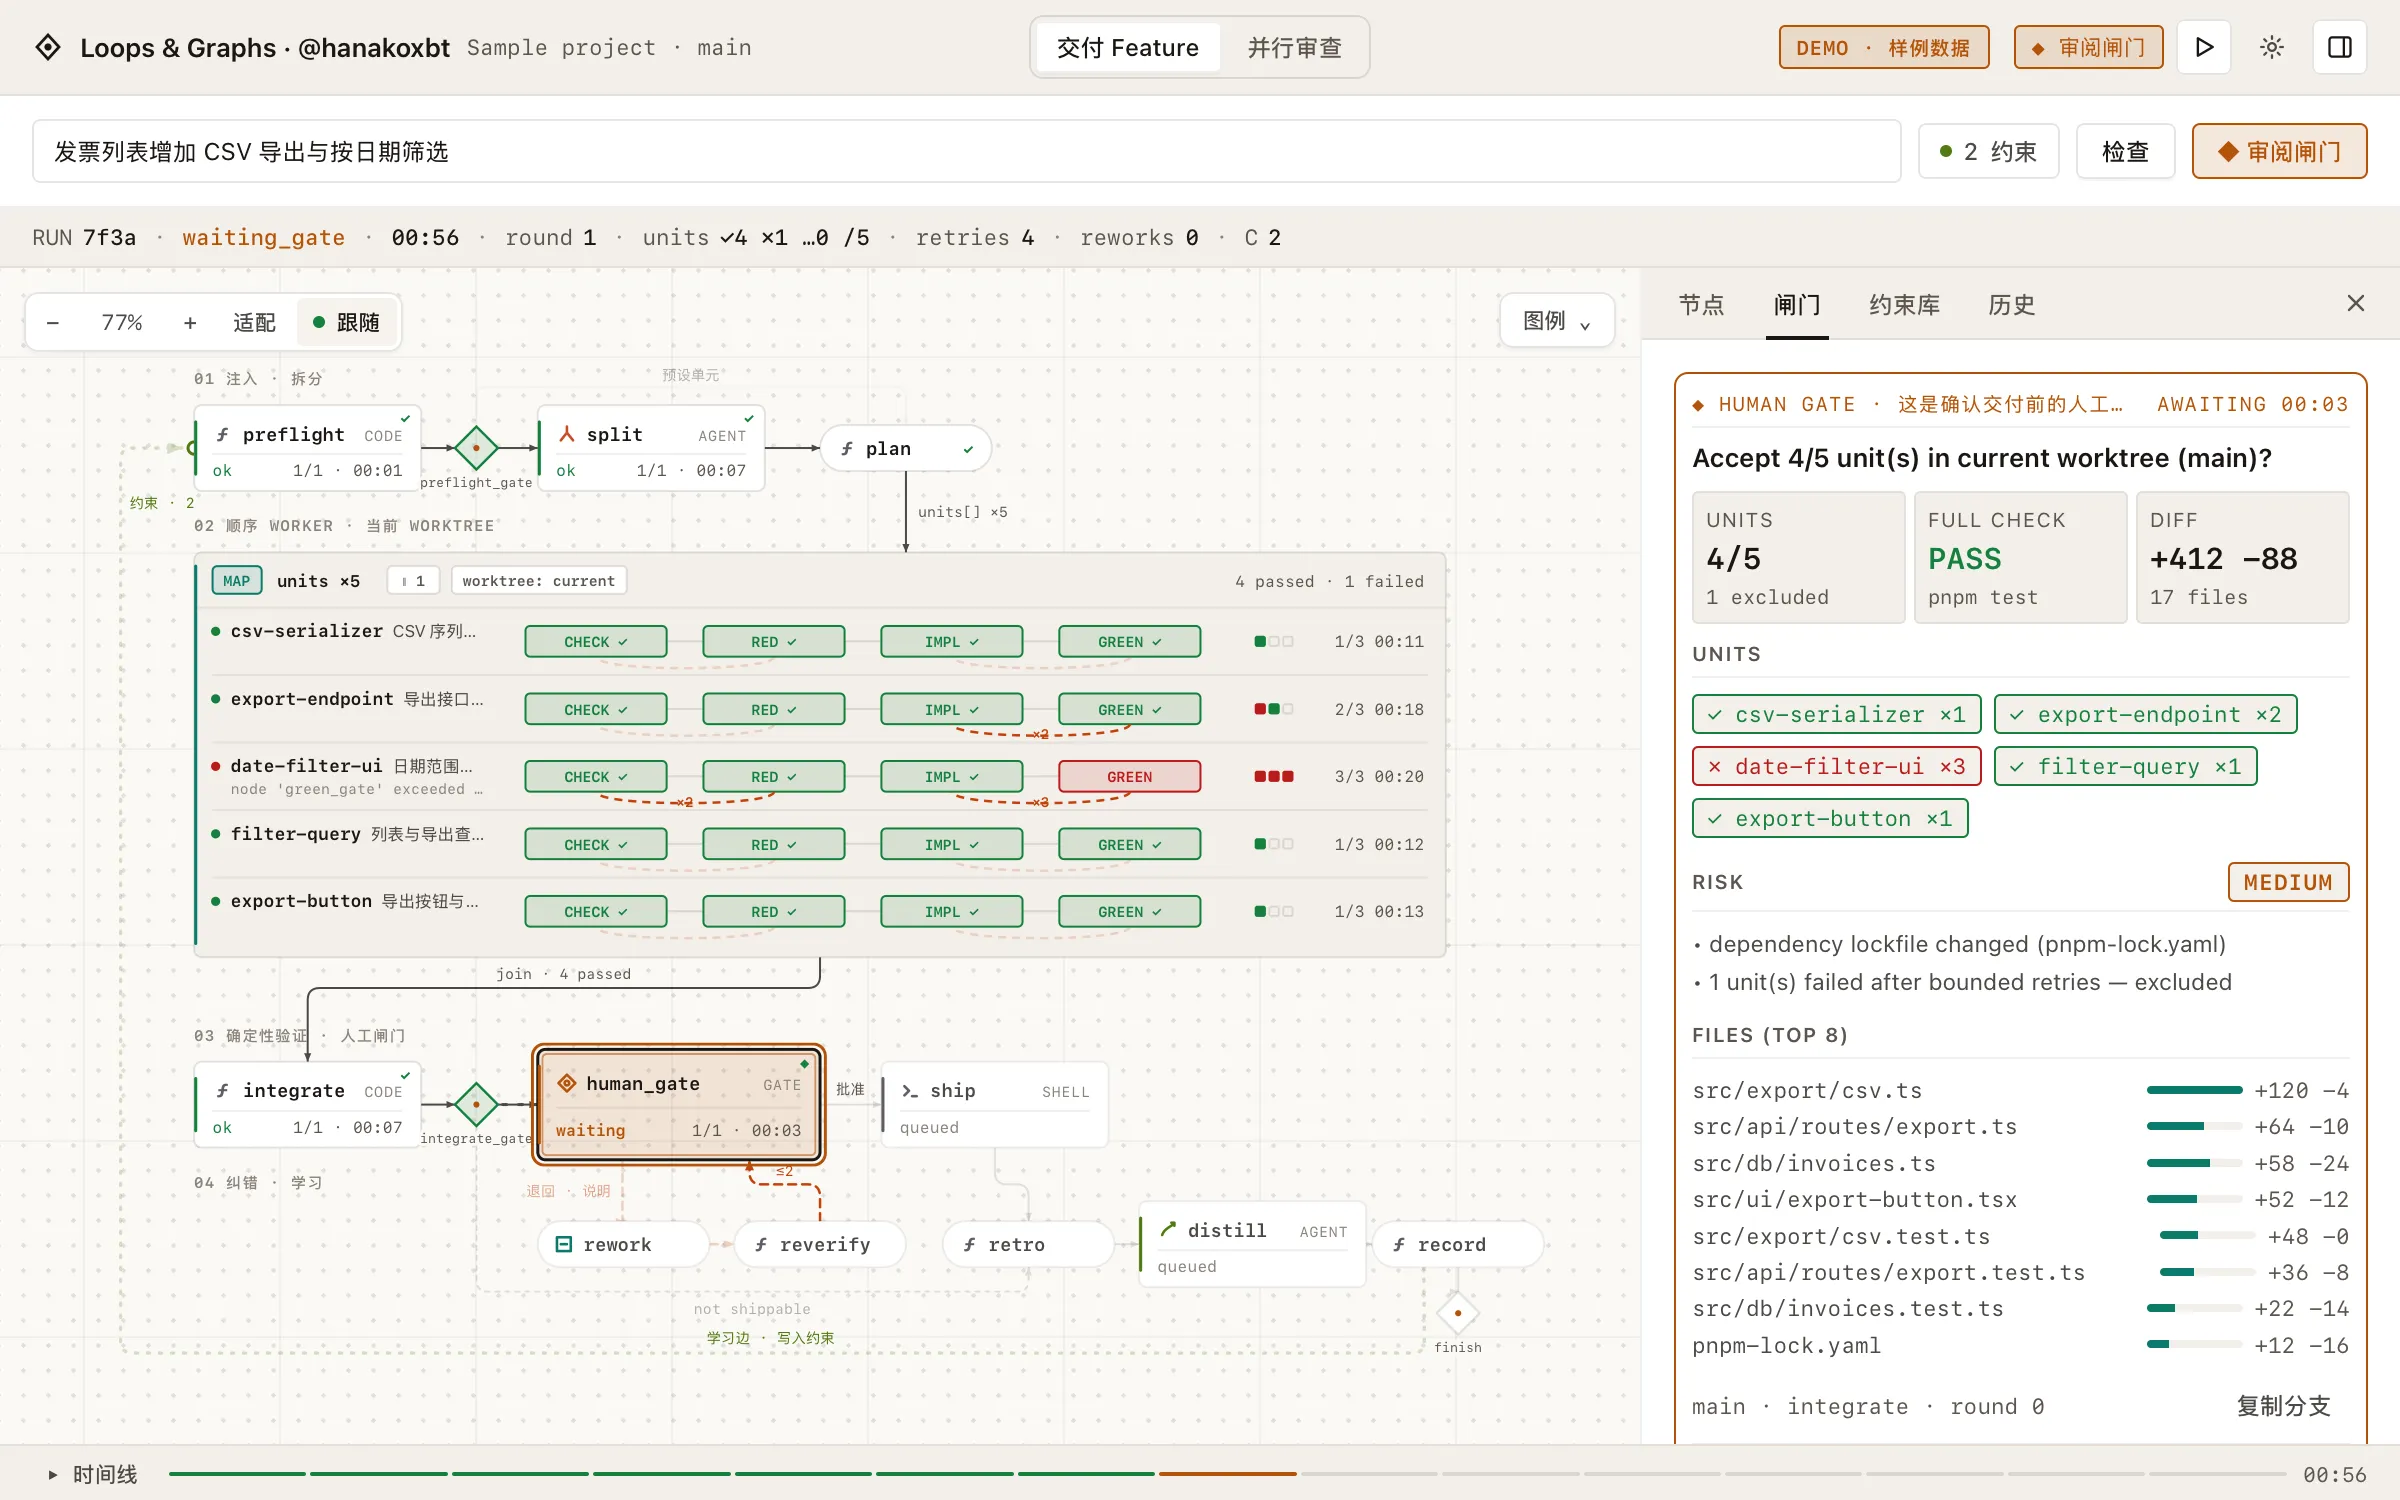 Loops & Graphs · @hanakoxbt Sample project · main
交付 Feature 并行审查
DEMO · 样例数据 ◆ 审阅闸门
发票列表增加 CSV 导出与按日期筛选
2 约束 检查 ◆ 审阅闸门
RUN 7f3a · waiting_gate · 00:56 · round 1 · units ✓4 ×1 …0 /5 · retries 4 · reworks 0 · C 2
− 77% + 适配 跟随
图例
01 注入 · 拆分
预设单元
preflight CODE
ok 1/1 · 00:01
preflight_gate
split AGENT
ok 1/1 · 00:07
plan ✓
约束 · 2
units[] ×5
02 顺序 WORKER · 当前 WORKTREE
MAP units ×5 1 worktree: current 4 passed · 1 failed
csv-serializer CSV 序列… CHECK ✓ RED ✓ IMPL ✓ GREEN ✓ 1/3 00:11
export-endpoint 导出接口… CHECK ✓ RED ✓ IMPL ✓ GREEN ✓ 2/3 00:18
×2
date-filter-ui 日期范围… CHECK ✓ RED ✓ IMPL ✓ GREEN 3/3 00:20
node 'green_gate' exceeded …
×2 ×3
filter-query 列表与导出查… CHECK ✓ RED ✓ IMPL ✓ GREEN ✓ 1/3 00:12
export-button 导出按钮与… CHECK ✓ RED ✓ IMPL ✓ GREEN ✓ 1/3 00:13
join · 4 passed
03 确定性验证 · 人工闸门
integrate CODE
ok 1/1 · 00:07
integrate_gate
human_gate GATE
waiting 1/1 · 00:03
批准
ship SHELL
queued
04 纠错 · 学习
退回 · 说明
≤2
rework
reverify
retro
distill AGENT
queued
record
not shippable
学习边 · 写入约束
finish
节点 闸门 约束库 历史
◆ HUMAN GATE · 这是确认交付前的人工… AWAITING 00:03
Accept 4/5 unit(s) in current worktree (main)?
UNITS
4/5
1 excluded
FULL CHECK
PASS
pnpm test
DIFF
+412 −88
17 files
UNITS
✓ csv-serializer ×1 ✓ export-endpoint ×2
× date-filter-ui ×3 ✓ filter-query ×1
✓ export-button ×1
RISK MEDIUM
• dependency lockfile changed (pnpm-lock.yaml)
• 1 unit(s) failed after bounded retries — excluded
FILES (TOP 8)
src/export/csv.ts +120 −4
src/api/routes/export.ts +64 −10
src/db/invoices.ts +58 −24
src/ui/export-button.tsx +52 −12
src/export/csv.test.ts +48 −0
src/api/routes/export.test.ts +36 −8
src/db/invoices.test.ts +22 −14
pnpm-lock.yaml +12 −16
main · integrate · round 0 复制分支
时间线 00:56